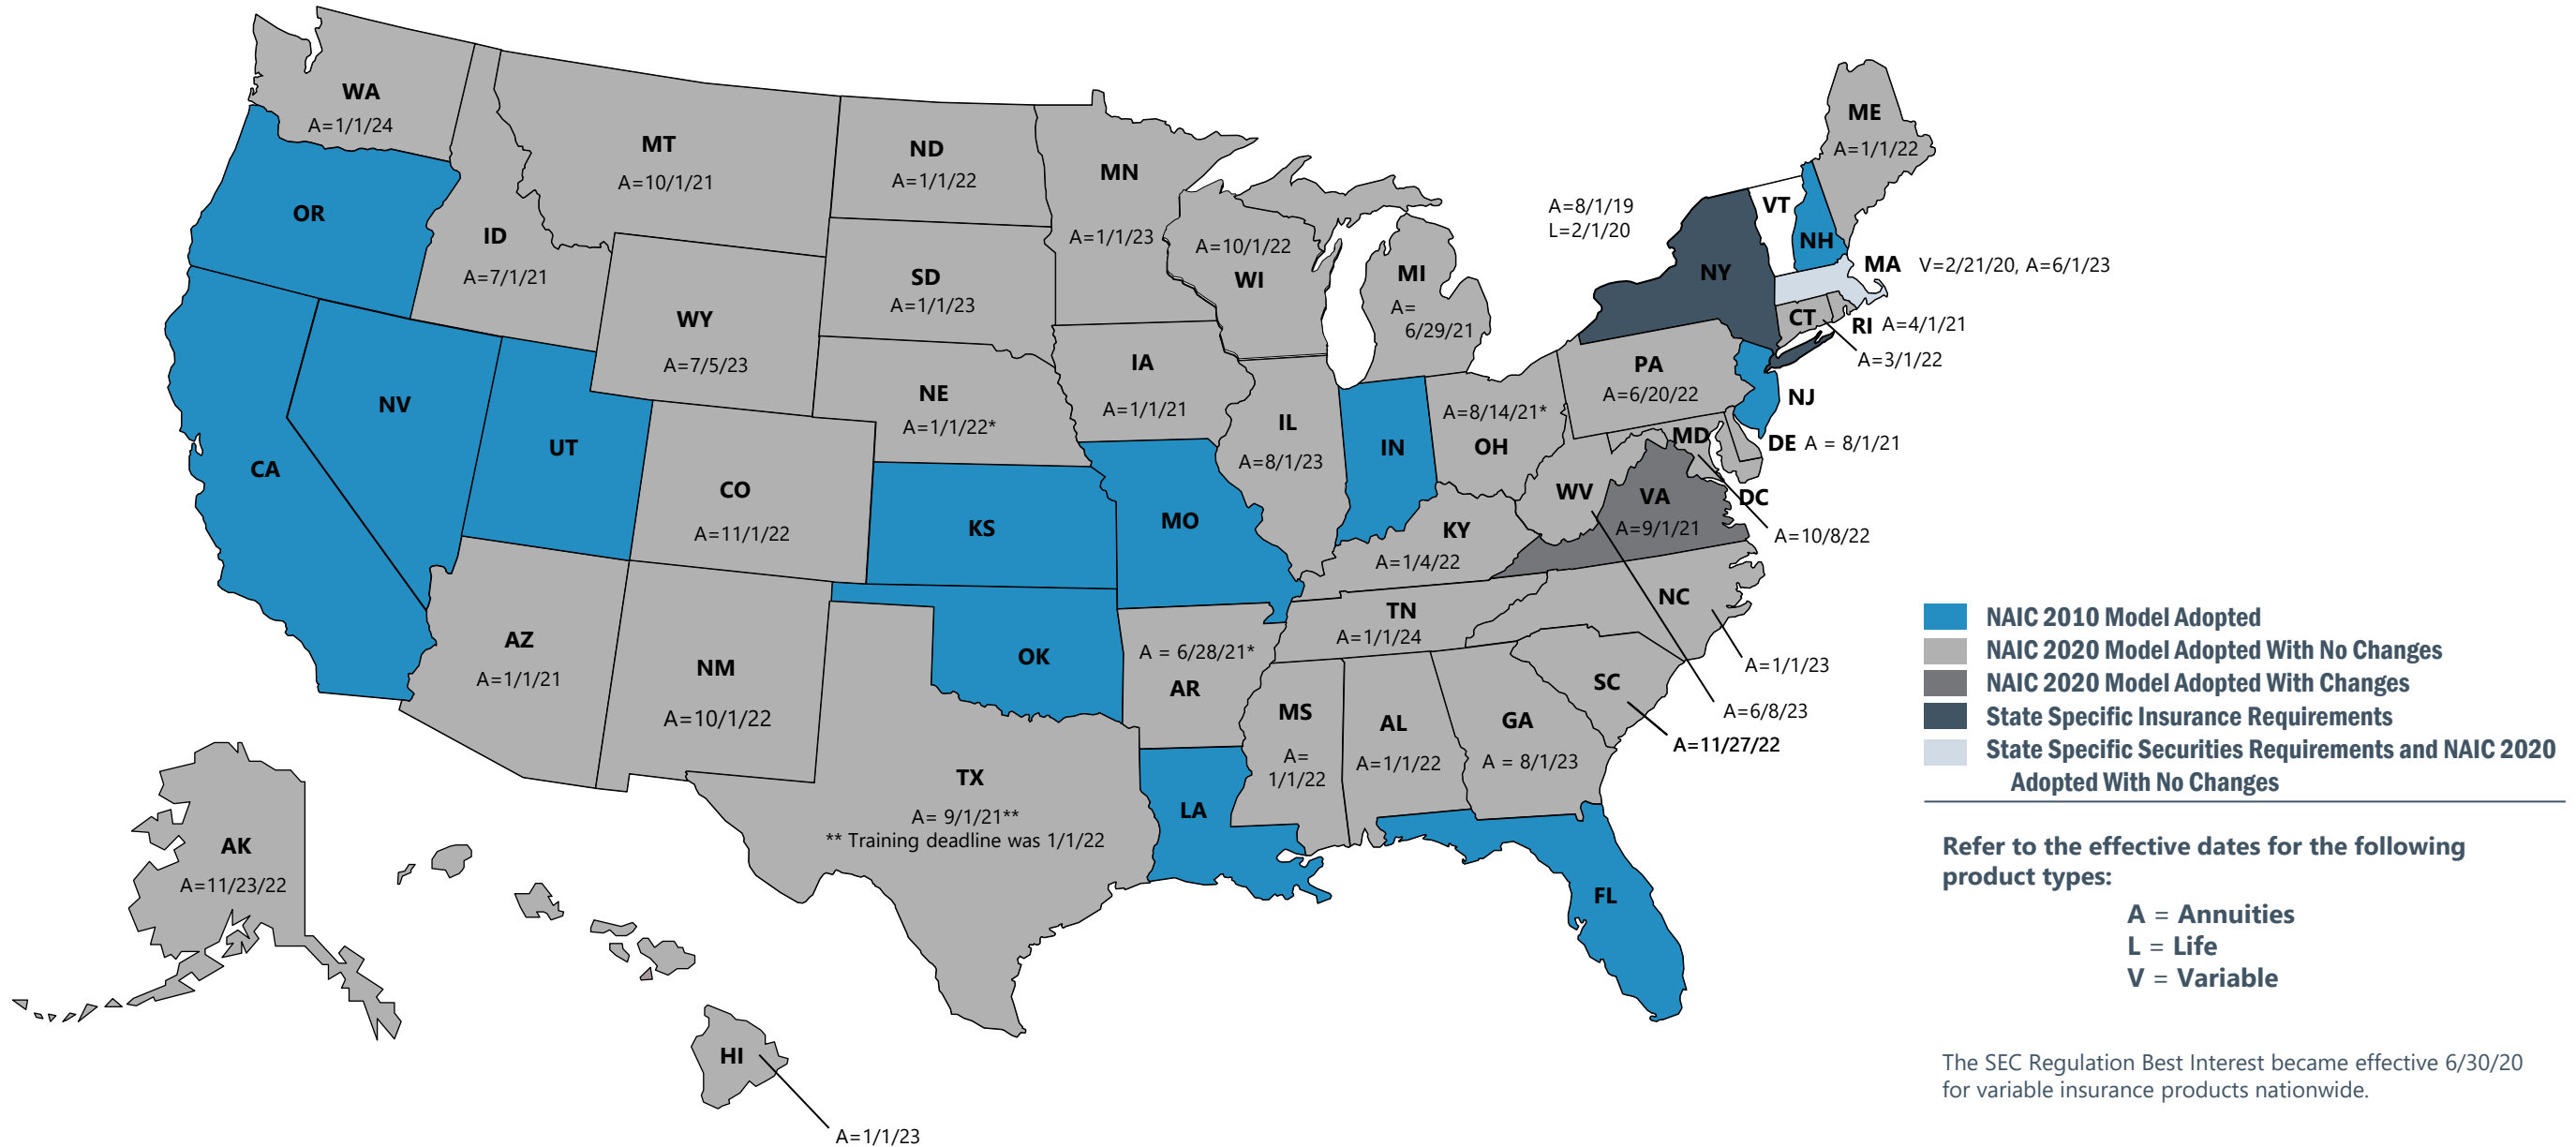 WA
A=1/1/24
OR
CA
NV
ID
A=7/1/21
MT
A=10/1/21
WY
A=7/5/23
UT
CO
A=11/1/22
AZ
A=1/1/21
NM
A=10/1/22
ND
A=1/1/22
SD
A=1/1/23
NE
A=1/1/22*
KS
OK
TX
A= 9/1/21**
** Training deadline was 1/1/22
MN
A=1/1/23
IA
A=1/1/21
MO
A = 6/28/21*
AR
LA
A=10/1/22
WI
IL
A=8/1/23
MI
A=
6/29/21
IN
A=8/14/21*
OH
KY
A=1/4/22
TN
A=1/1/24
MS
A=
1/1/22
AL
A=1/1/22
GA
A = 8/1/23
FL
SC
A=11/27/22
NC
A=1/1/23
WV
A=6/8/23
VA
A=9/1/21
PA
A=6/20/22
MD
DC
A=10/8/22
DE A = 8/1/21
NJ
A=8/1/19
L=2/1/20
NY
VT
NH
ME
A=1/1/22
MA V=2/21/20, A=6/1/23
CT
RI A=4/1/21
A=3/1/22
AK
A=11/23/22
HI
A=1/1/23
NAIC 2010 Model Adopted
NAIC 2020 Model Adopted With No Changes
NAIC 2020 Model Adopted With Changes
State Specific Insurance Requirements
State Specific Securities Requirements and NAIC 2020
Adopted With No Changes
Refer to the effective dates for the following
product types:
A = Annuities
L = Life
V = Variable
The SEC Regulation Best Interest became effective 6/30/20
for variable insurance products nationwide.